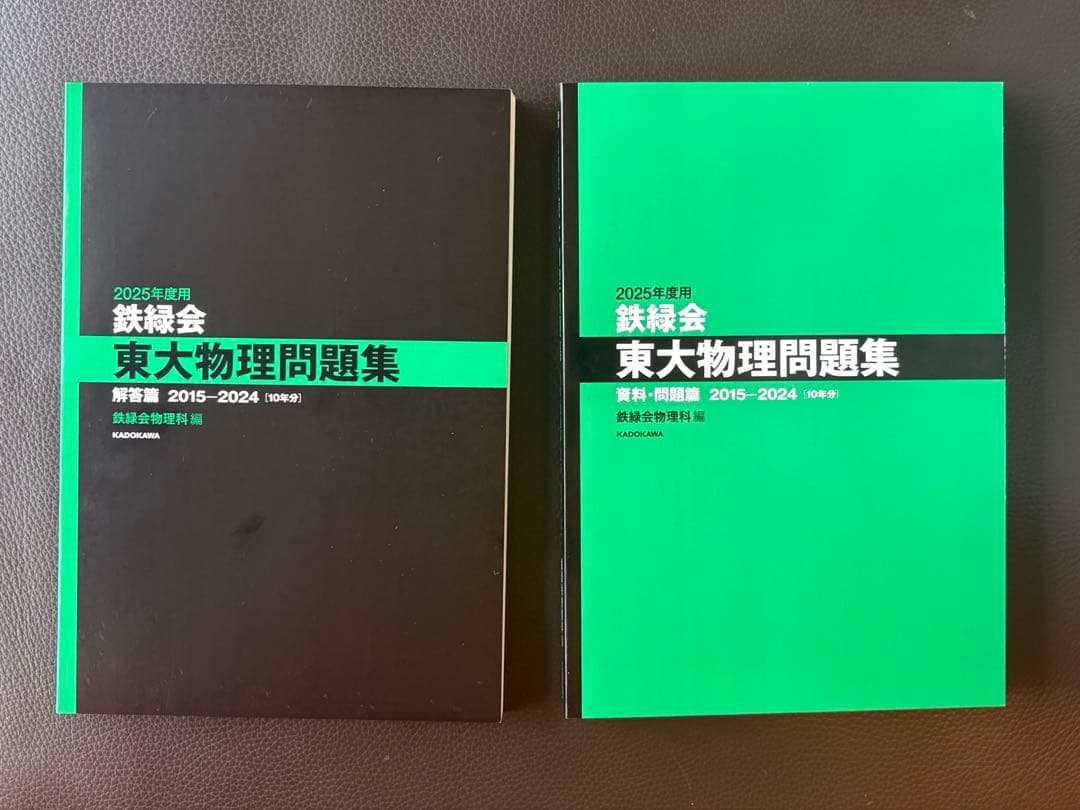 2025年度用
鉄緑会
東大物理問題集
解答篇 2015—2024 [10年分]
鉄緑会物理科 編
KADOKAWA
2025年度用
鉄緑会
東大物理問題集
資料・問題篇 2015—2024 [10年分]
鉄緑会物理科 編
KADOKAWA